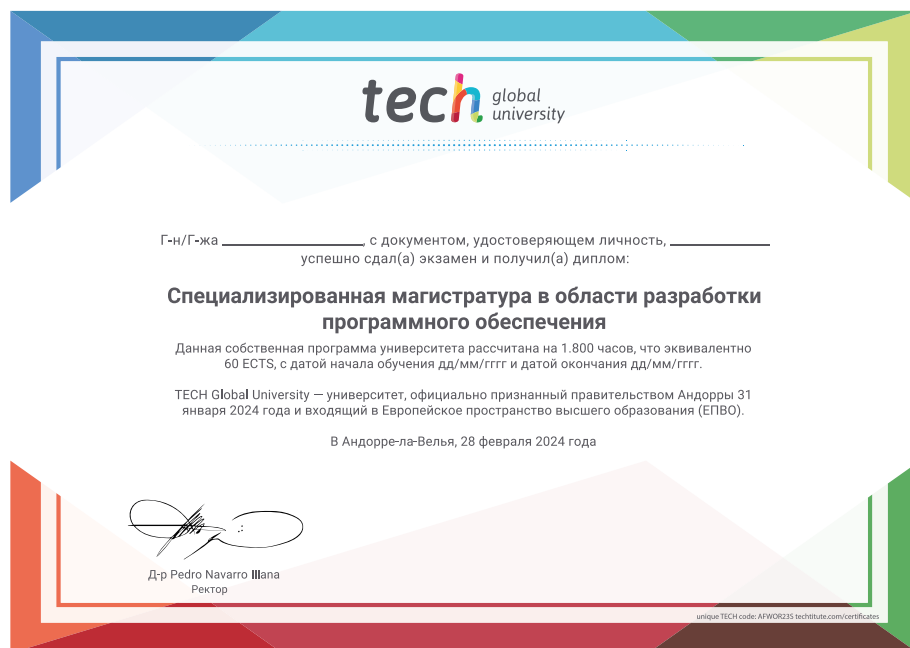 tech global university
Г-н/Г-жа ____________, с документом, удостоверяющем личность, ____________
успешно сдал(а) экзамен и получил(а) диплом:
Специализированная магистратура в области разработки
программного обеспечения
Данная собственная программа университета рассчитана на 1.800 часов, что эквивалентно
60 ECTS, с датой начала обучения дд/мм/гггг и датой окончания дд/мм/гггг.
TECH Global University — университет, официально признанный правительством Андорры 31
января 2024 года и входящий в Европейское пространство высшего образования (ЕПВО).
В Андорре-ла-Велья, 28 февраля 2024 года
Д-р Pedro Navarro Illana
Ректор
unique TECH code: AFWOR235 techtitute.com/certificates